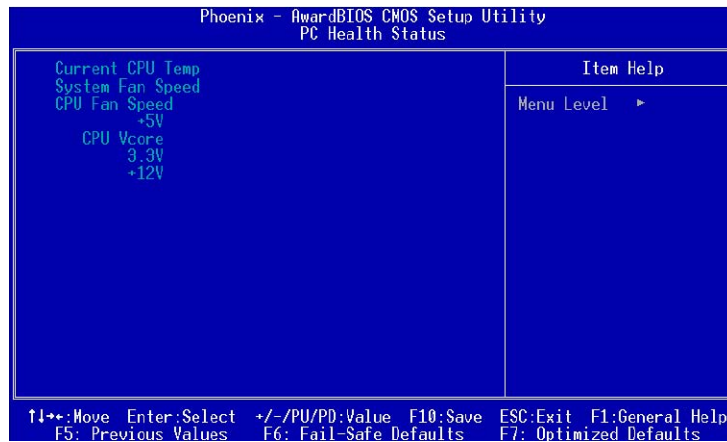 Phoenix - AwardBIOS CMOS Setup Utility
PC Health Status
Current CPU Temp
System Fan Speed
CPU Fan Speed
+5V
CPU Vcore
3.3V
+12V
Item Help
Menu Level ►
↑↓→←:Move Enter:Select +/-/PU/PD:Value F10:Save ESC:Exit F1:General Help
F5: Previous Values F6: Fail-Safe Defaults F7: Optimized Defaults